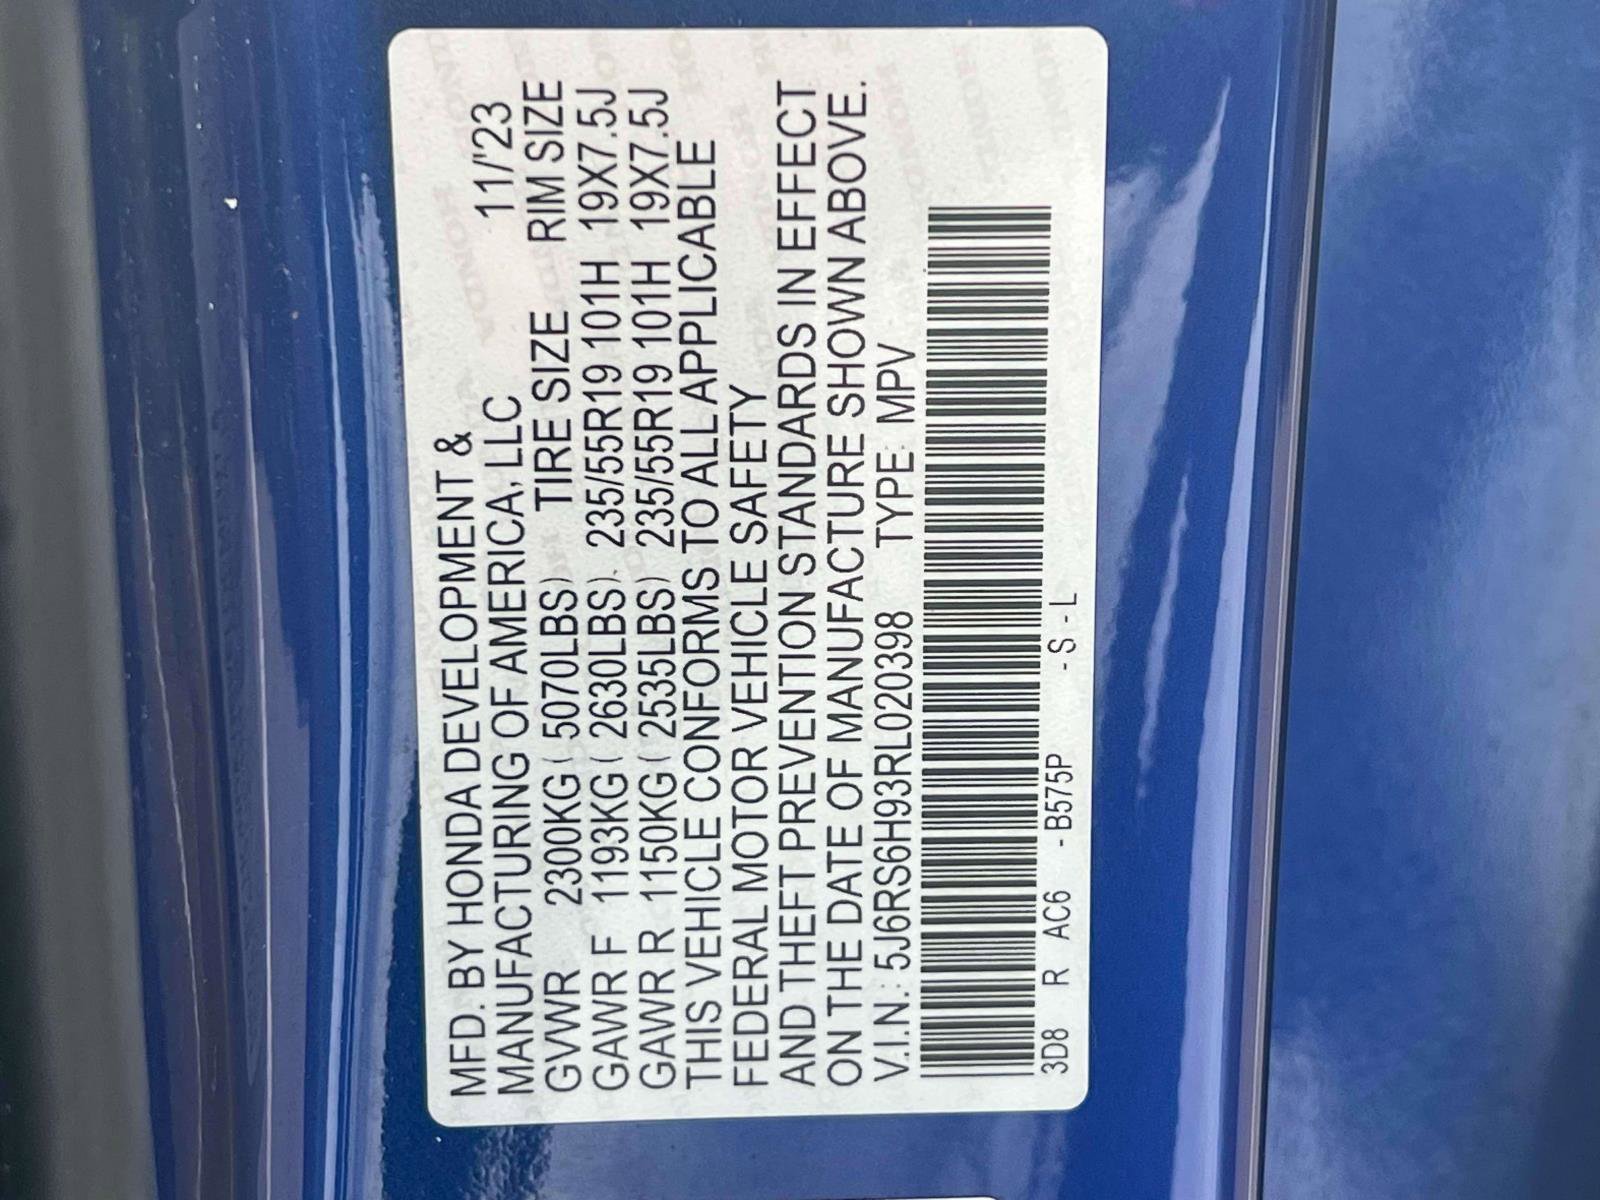 MFD. BY HONDA DEVELOPMENT &
MANUFACTURING OF AMERICA, LLC 11/'23
GVWR 2300KG ( 5070LBS) TIRE SIZE RIM SIZE
GAWR F 1193KG ( 2630LBS) 235/55R19 101H 19X7.5J
GAWR R 1150KG ( 2535LBS) 235/55R19 101H 19X7.5J
THIS VEHICLE CONFORMS TO ALL APPLICABLE
FEDERAL MOTOR VEHICLE SAFETY
AND THEFT PREVENTION STANDARDS IN EFFECT
ON THE DATE OF MANUFACTURE SHOWN ABOVE.
V.I.N.: 5J6RS6H93RL020398 TYPE: MPV
3D8 R AC6 - B575P - S - L